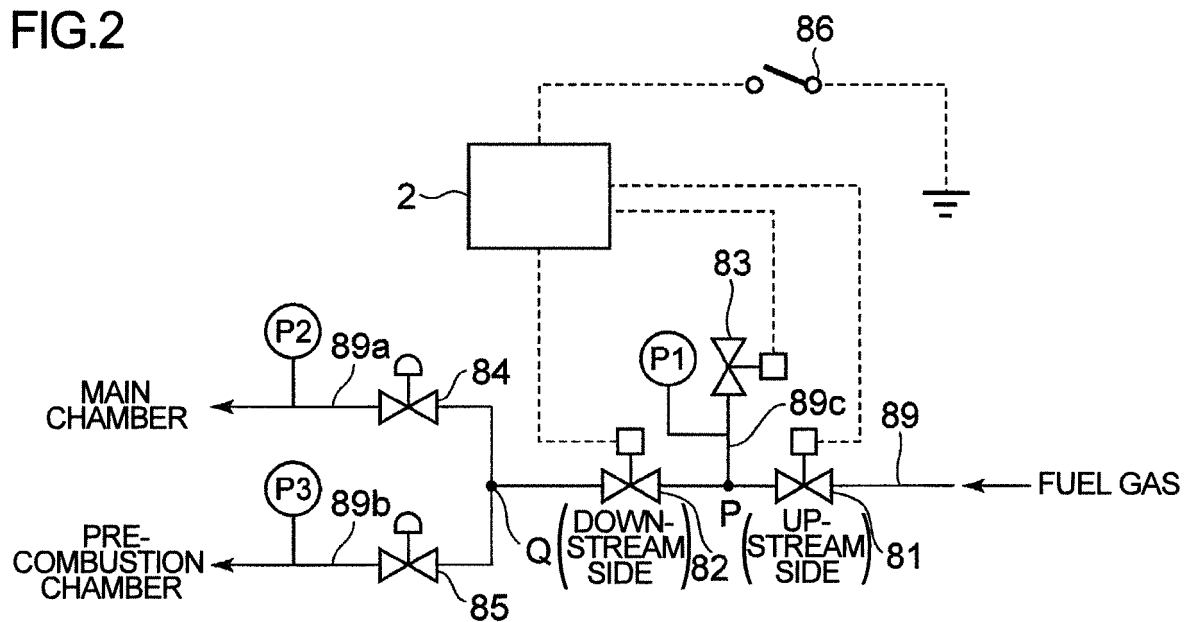 FIG.2
86
2
83
P2
89a
84
P1
89c
89
MAIN
CHAMBER
FUEL GAS
P3
89b
PRE-
COMBUSTION
CHAMBER
85
Q
(DOWN-
STREAM
SIDE)
82
P
(UP-
STREAM
SIDE)
81